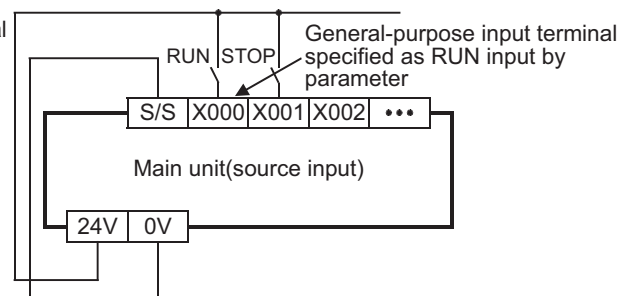 al
General-purpose input terminal
specified as RUN input by
parameter
RUN STOP
S/S X000 X001 X002 •••
Main unit(source input)
24V 0V